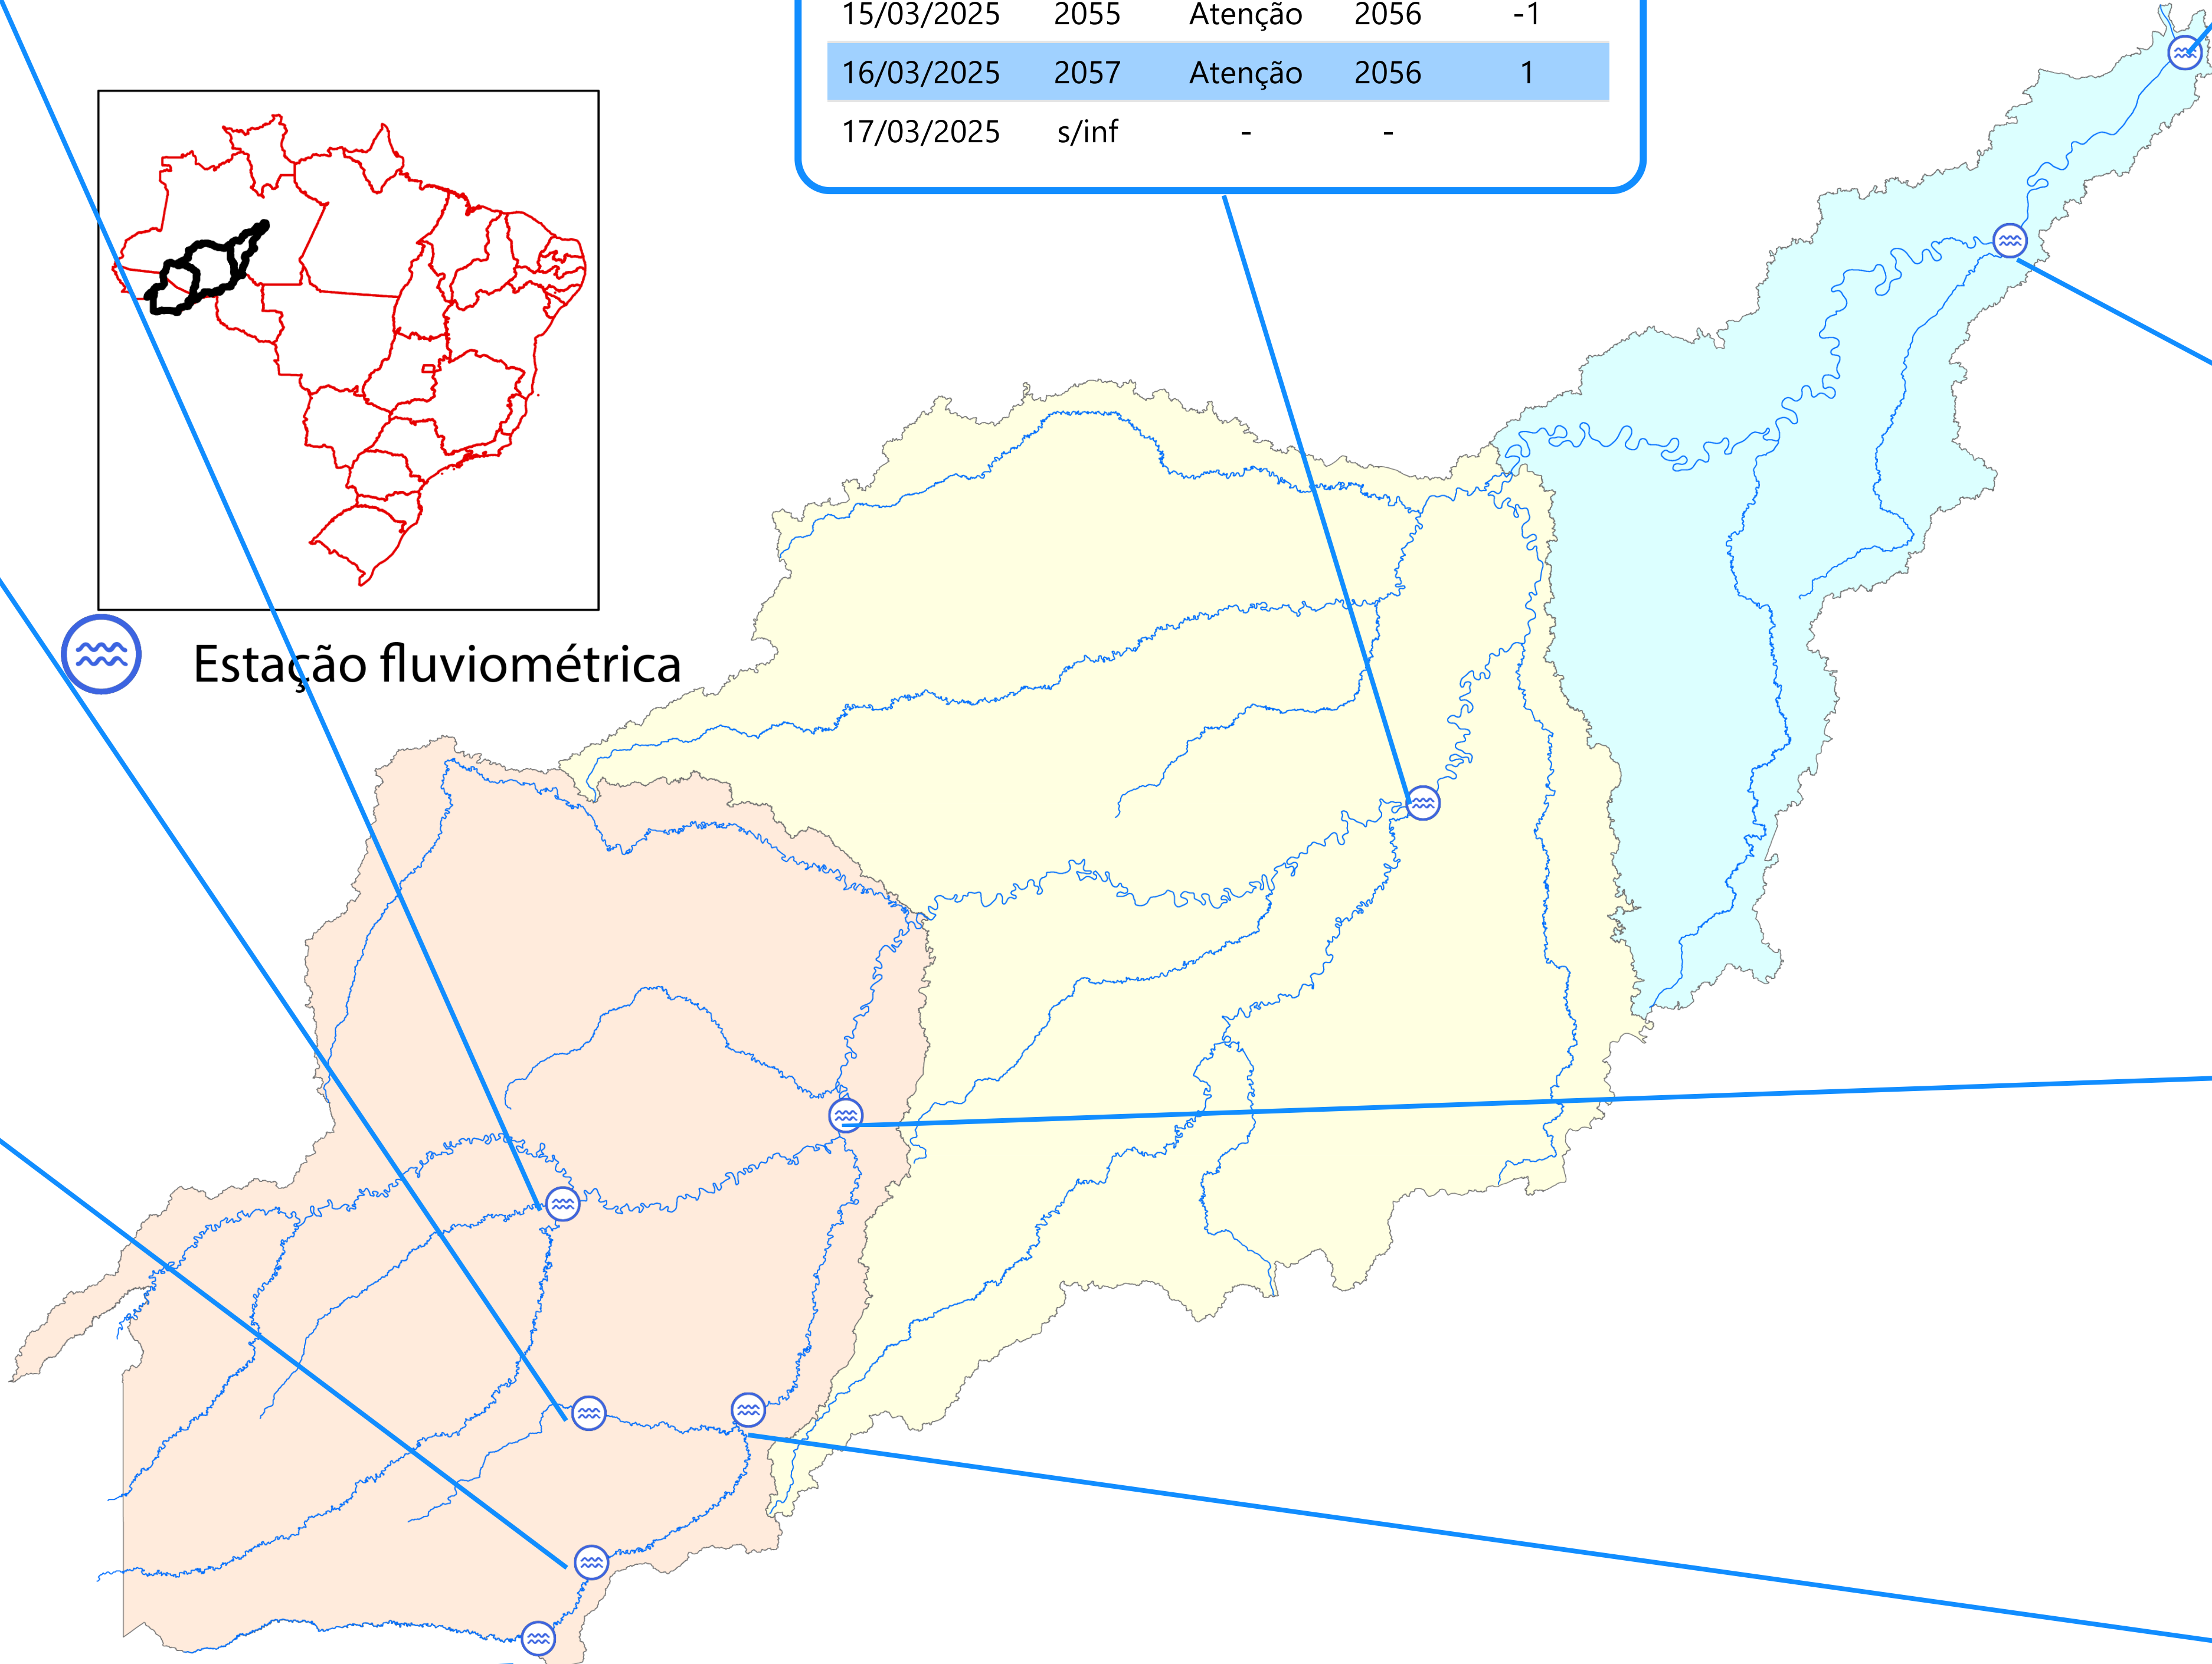 15/03/2025 2055 Atenção 2056 -1
16/03/2025 2057 Atenção 2056 1
17/03/2025 s/inf - -
Estação fluviométrica